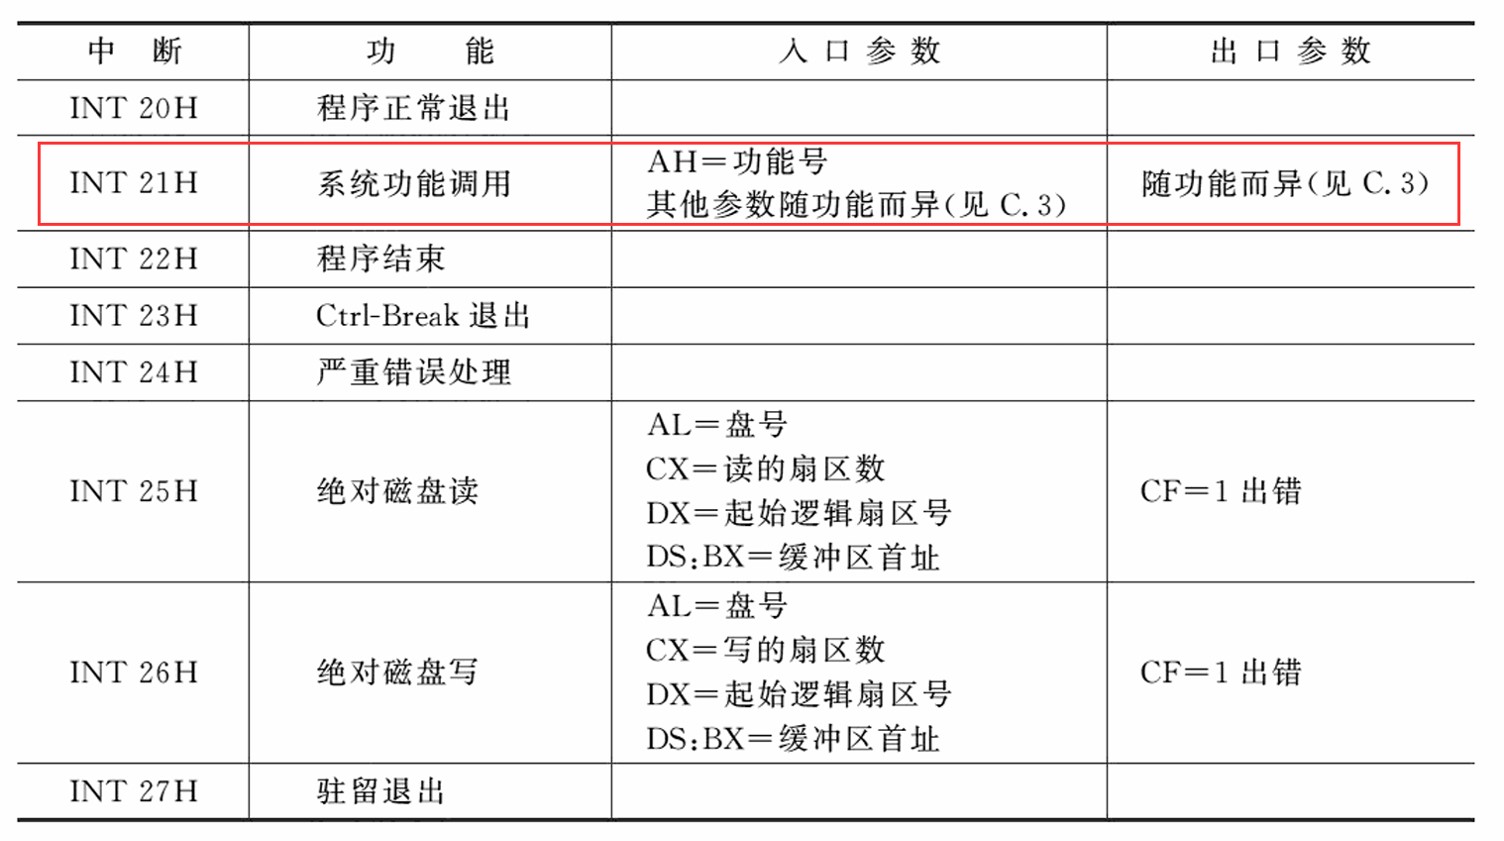 中 断 功 能 入 口 参 数 出 口 参 数
INT 20H 程序正常退出
INT 21H 系统功能调用 AH=功能号
其他参数随功能而异(见 C.3) 随功能而异(见 C.3)
INT 22H 程序结束
INT 23H Ctrl-Break 退出
INT 24H 严重错误处理
INT 25H 绝对磁盘读 AL=盘号
CX=读的扇区数
DX=起始逻辑扇区号
DS:BX=缓冲区首址
CF=1 出错
INT 26H 绝对磁盘写 AL=盘号
CX=写的扇区数
DX=起始逻辑扇区号
DS:BX=缓冲区首址
CF=1 出错
INT 27H 驻留退出